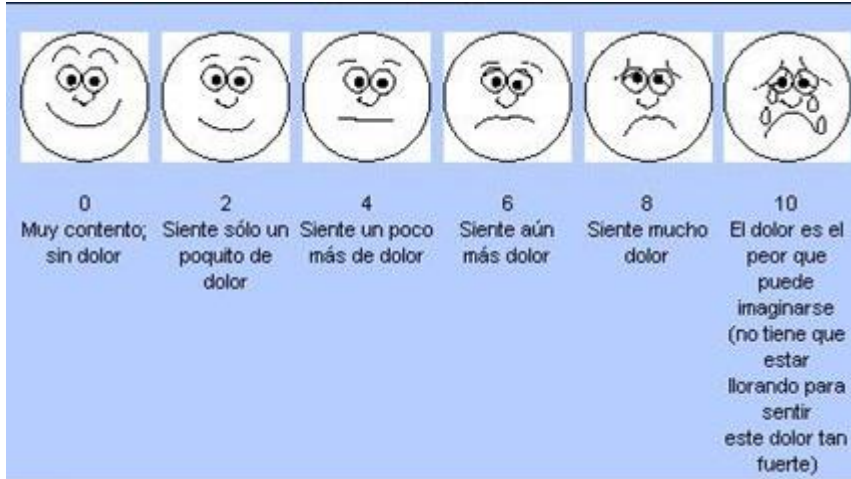 0
Muy contento;
sin dolor
2
Siente sólo un
poquito de
dolor
4
Siente un poco
más de dolor
6
Siente aún
más dolor
8
Siente mucho
dolor
10
El dolor es el
peor que
puede
imaginarse
(no tiene que
estar
llorando para
sentir
este dolor tan
fuerte)